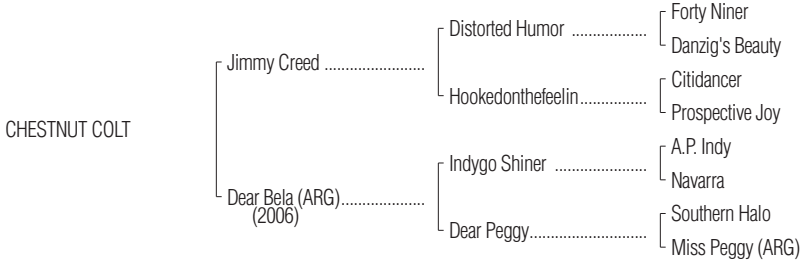 Forty Niner
Distorted Humor ....................
Danzig's Beauty
Jimmy Creed ........................
Citidancer
Hookedonthefeelin..................
Prospective Joy
CHESTNUT COLT
A.P. Indy
Indygo Shiner ......................
Navarra
Dear Bela (ARG)....................
(2006)
Southern Halo
Dear Peggy............................
Miss Peggy (ARG)